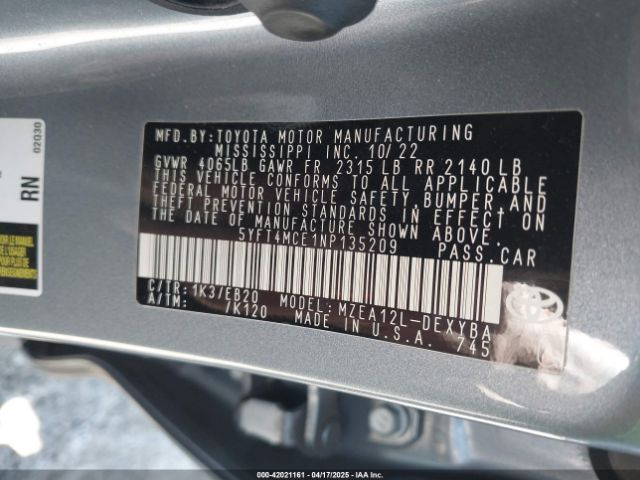 MFD.BY:TOYOTA MOTOR MANUFACTURING
MISSISSIPPI INC. 10/22
GVWR 4065LB GAWR FR 2315 LB RR 2140 LB
THIS VEHICLE CONFORMS TO ALL APPLICABLE
FEDERAL MOTOR VEHICLE SAFETY, BUMPER, AND
THEFT PREVENTION STANDARDS IN EFFECT ON
THE DATE OF MANUFACTURE SHOWN ABOVE.
5YFT4MCE1NP135209 PASS.CAR
C/TR: 1K3/EB20 MODEL: MZEA12L-DEXYBA
A/TM: /K120 MADE IN U.S.A. 745
02030
RN
000-42021161 - 04/17/2025 - IAAI.COM